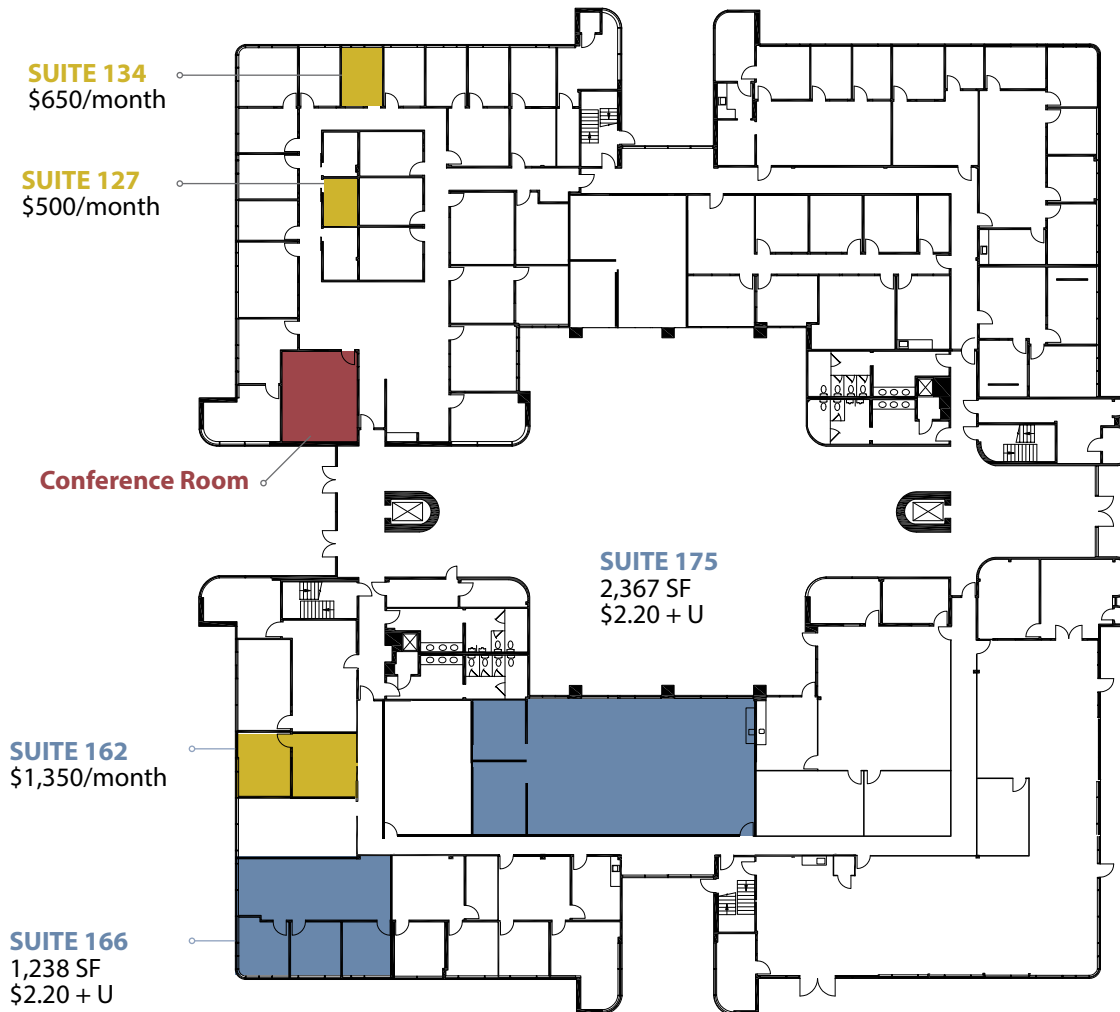 SUITE 134
$650/month
SUITE 127
$500/month
Conference Room
SUITE 175
2,367 SF
$2.20 + U
SUITE 162
$1,350/month
SUITE 166
1,238 SF
$2.20 + U